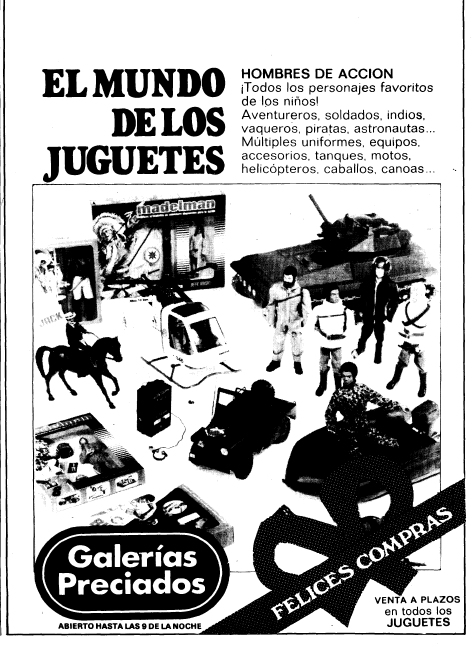 EL MUNDO
DE LOS
JUGUETES
HOMBRES DE ACCION
¡Todos los personajes favoritos
de los niños!
Aventureros, soldados, indios,
vaqueros, piratas, astronautas...
Múltiples uniformes, equipos,
accesorios, tanques, motos,
helicópteros, caballos, canoas...
madelman
Galerías
Preciados
ABIERTO HASTA LAS 9 DE LA NOCHE
FELICES COMPRAS
VENTA A PLAZOS
en todos los
JUGUETES